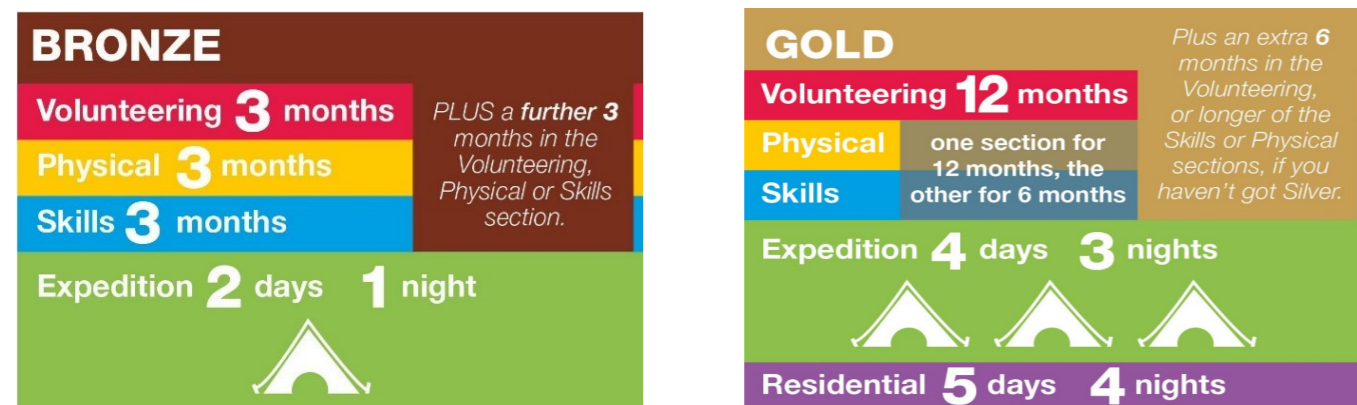 BRONZE
Volunteering 3 months
Physical 3 months
Skills 3 months
PLUS a further 3
months in the
Volunteering,
Physical or Skills
section.
Expedition 2 days 1 night
GOLD
Volunteering 12 months
Physical
Skills
one section for
12 months, the
other for 6 months
Plus an extra 6
months in the
Volunteering,
or longer of the
Skills or Physical
sections, if you
haven't got Silver.
Expedition 4 days 3 nights
Residential 5 days 4 nights